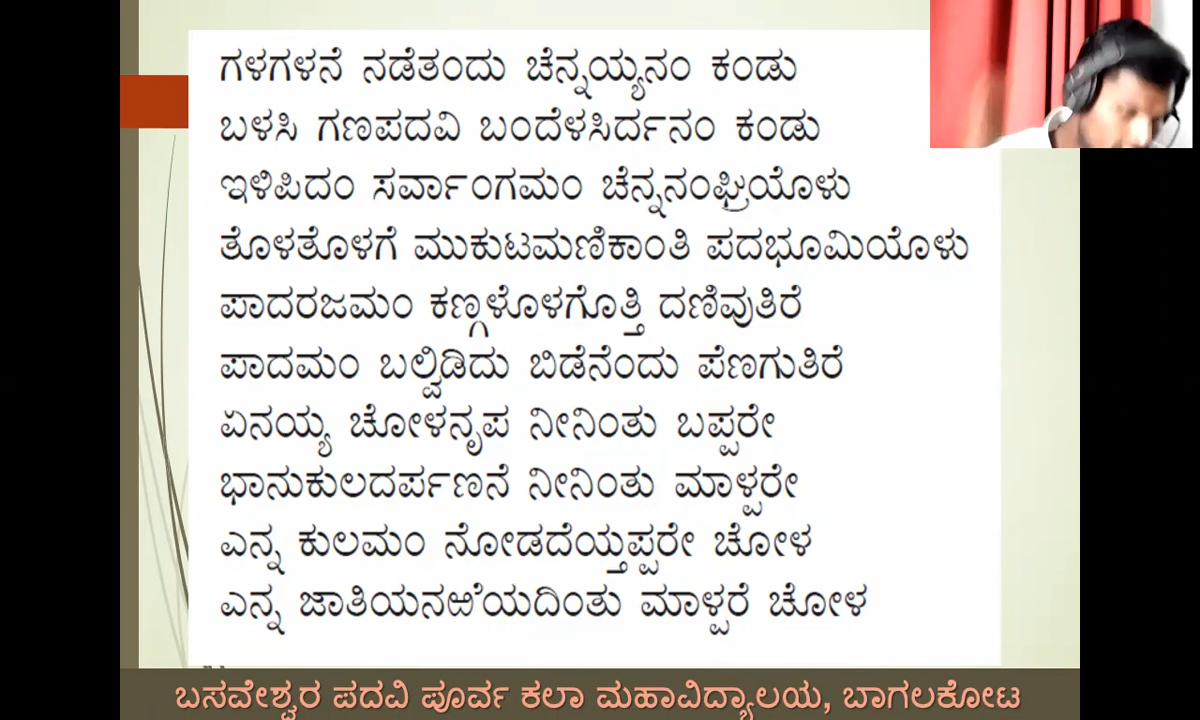 ಗಳಗಳನೆ ನಡೆತಂದು ಚೆನ್ನಯ್ಯನಂ ಕಂಡು
ಬಳಸಿ ಗಣಪದವಿ ಬಂದೆಳಸಿರ್ದನಂ ಕಂಡು
ಇಳಿಪಿದಂ ಸರ್ವಾಂಗಮಂ ಚೆನ್ನನಂಘ್ರಿಯೊಳು
ತೊಳತೊಳಗೆ ಮುಕುಟಮಣಿಕಾಂತಿ ಪದಭೂಮಿಯೊಳು
ಪಾದರಜಮಂ ಕಣ್ಗಳೊಳಗೊತ್ತಿ ದಣಿವುತಿರೆ
ಪಾದಮಂ ಬಲ್ವಿಡಿದು ಬಿಡೆನೆಂದು ಪೆಣಗುತಿರೆ
ಏನಯ್ಯ ಚೋಳನೃಪ ನೀನಿಂತು ಬಪ್ಪರೇ
ಭಾನುಕುಲದರ್ಪಣನೆ ನೀನಿಂತು ಮಾಳ್ಪರೇ
ಎನ್ನ ಕುಲಮಂ ನೋಡದೆಯ್ತಪ್ಪರೇ ಚೋಳ
ಎನ್ನ ಜಾತಿಯನಱಿಯದಿಂತು ಮಾಳ್ಪರೆ ಚೋಳ
ಬಸವೇಶ್ವರ ಪದವಿ ಪೂರ್ವ ಕಲಾ ಮಹಾವಿದ್ಯಾಲಯ, ಬಾಗಲಕೋಟ